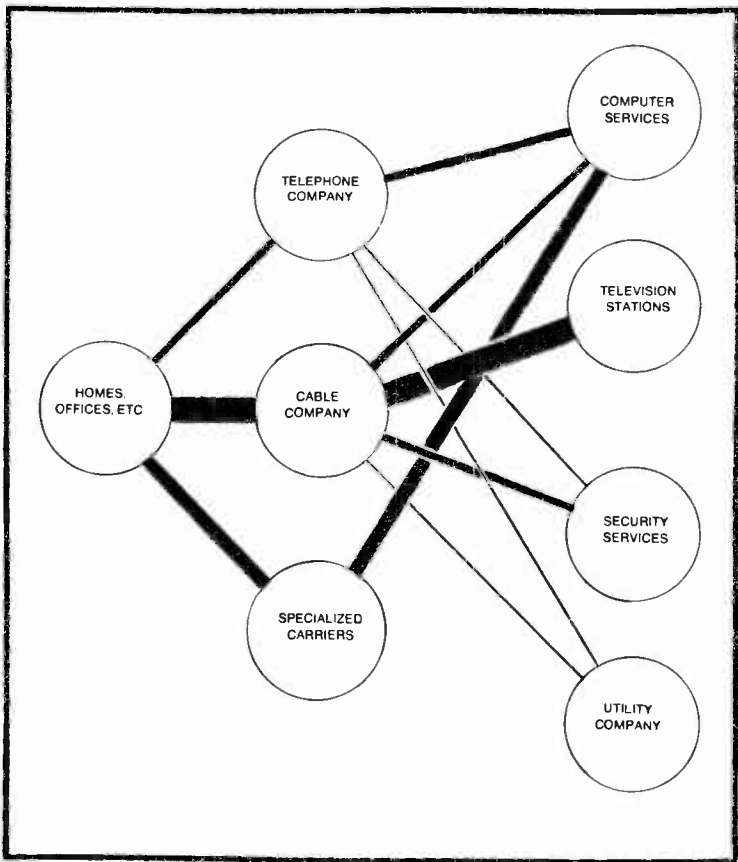 COMPUTER
SERVICES
TELEPHONE
COMPANY
TELEVISION
STATIONS
HOMES,
OFFICES, ETC
CABLE
COMPANY
SECURITY
SERVICES
SPECIALIZED
CARRIERS
UTILITY
COMPANY